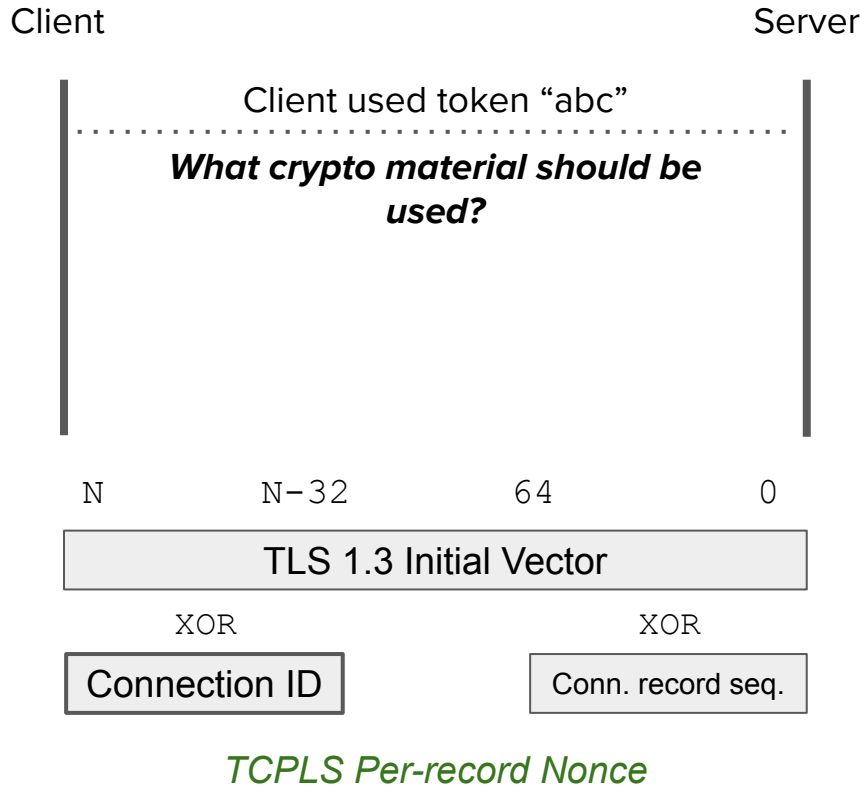 Client Server
Client used token “abc”
What crypto material should be
used?
N N-32 64 0
TLS 1.3 Initial Vector
XOR XOR
Connection ID Conn. record seq.
TCPLS Per-record Nonce